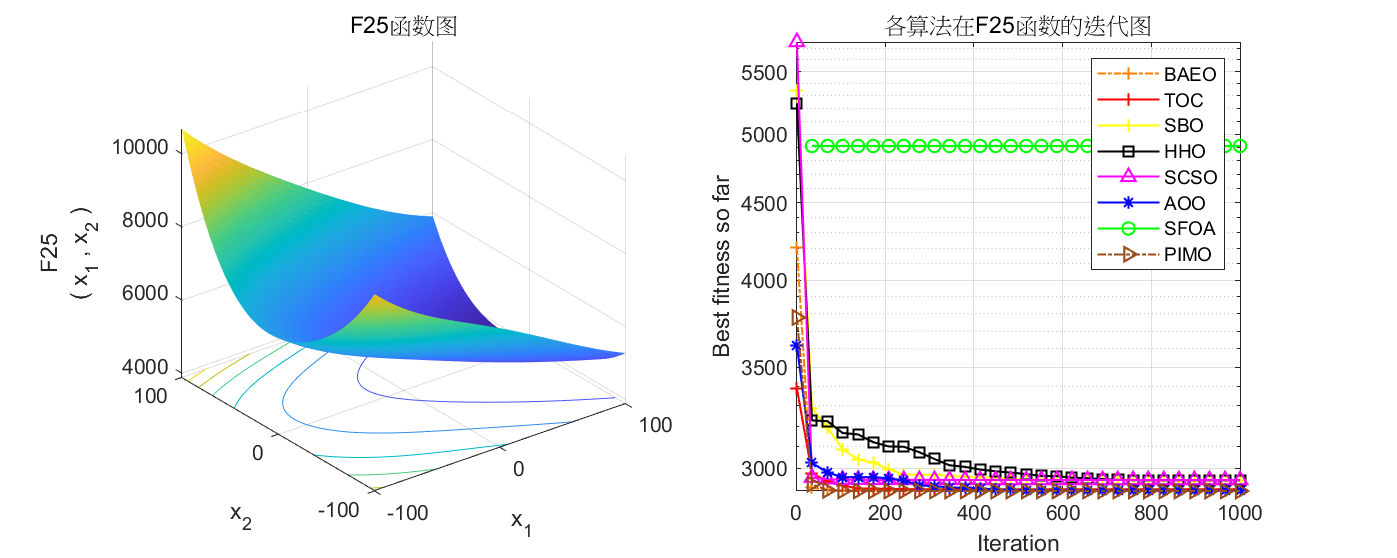 F25函数图
F25
( x1 , x2 )
10000
8000
6000
4000
100
0
-100
x2
-100
0
100
x1
各算法在F25函数的迭代图
Best fitness so far
5500
5000
4500
4000
3500
3000
0
200
400
600
800
1000
Iteration
BAEO
TOC
SBO
HHO
SCSO
AOO
SFOA
PIMO